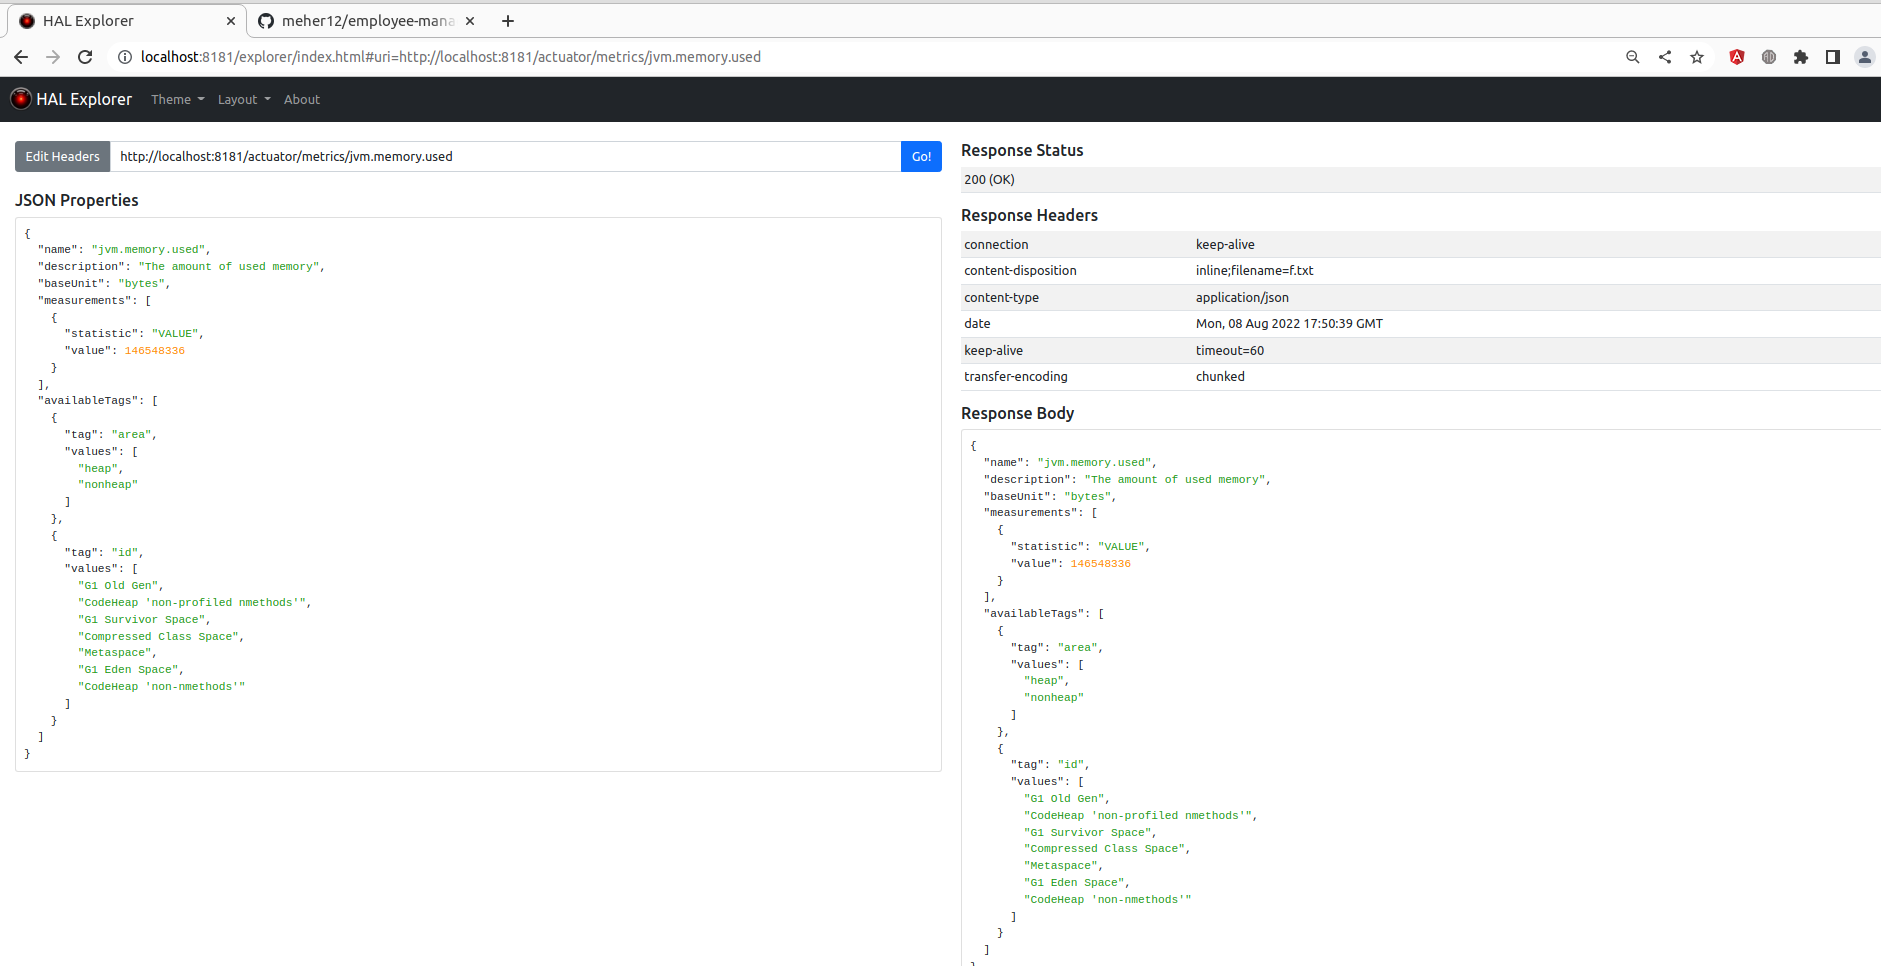 HAL Explorer
meher12/employee-mana
localhost:8181/explorer/index.html#uri=http://localhost:8181/actuator/metrics/jvm.memory.used
HAL Explorer Theme Layout About
Edit Headers http://localhost:8181/actuator/metrics/jvm.memory.used Go!
JSON Properties
{
"name": "jvm.memory.used",
"description": "The amount of used memory",
"baseUnit": "bytes",
"measurements": [
{
"statistic": "VALUE",
"value": 146548336
}
],
"availableTags": [
{
"tag": "area",
"values": [
"heap",
"nonheap"
]
},
{
"tag": "id",
"values": [
"G1 Old Gen",
"CodeHeap 'non-profiled nmethods'",
"G1 Survivor Space",
"Compressed Class Space",
"Metaspace",
"G1 Eden Space",
"CodeHeap 'non-nmethods'"
]
}
]
}
Response Status
200 (OK)
Response Headers
connection keep-alive
content-disposition inline;filename=f.txt
content-type application/json
date Mon, 08 Aug 2022 17:50:39 GMT
keep-alive timeout=60
transfer-encoding chunked
Response Body
{
"name": "jvm.memory.used",
"description": "The amount of used memory",
"baseUnit": "bytes",
"measurements": [
{
"statistic": "VALUE",
"value": 146548336
}
],
"availableTags": [
{
"tag": "area",
"values": [
"heap",
"nonheap"
]
},
{
"tag": "id",
"values": [
"G1 Old Gen",
"CodeHeap 'non-profiled nmethods'",
"G1 Survivor Space",
"Compressed Class Space",
"Metaspace",
"G1 Eden Space",
"CodeHeap 'non-nmethods'"
]
}
]
}